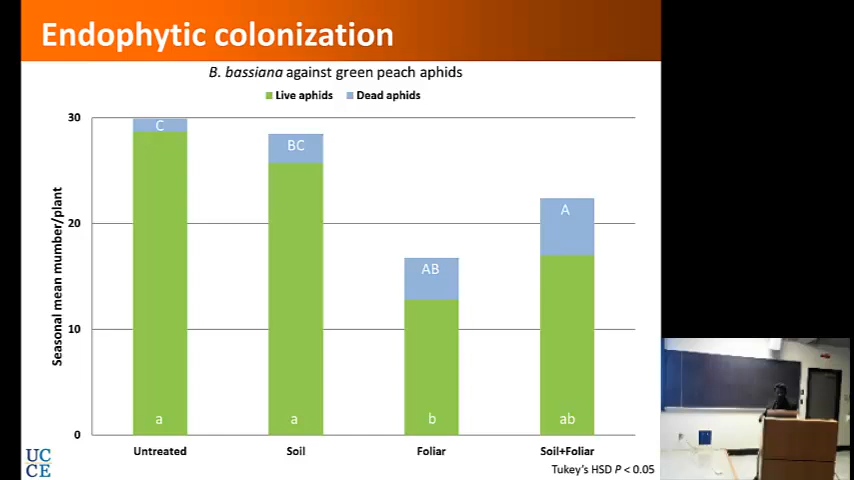 Endophytic colonization
B. bassiana against green peach aphids
Live aphids Dead aphids
30
20
10
0
Seasonal mean mumber/plant
C
BC
AB
A
a
a
b
ab
Untreated
Soil
Foliar
Soil+Foliar
Tukey's HSD P < 0.05
UC
CE